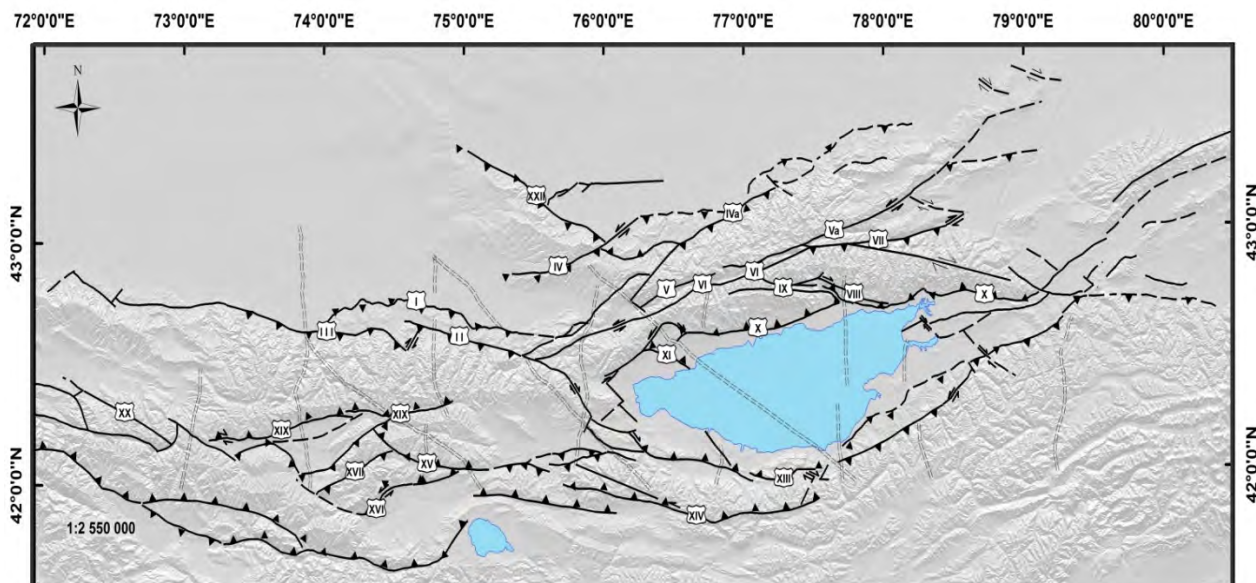 72°0'0"E 73°0'0"E 74°0'0"E 75°0'0"E 76°0'0"E 77°0'0"E 78°0'0"E 79°0'0"E 80°0'0"E
N
XXII
IVa
Va
VII
43°0'0"N
43°0'0"N
IV
VI
V
VI
IX
VIII
X
I
III
II
X
XI
XX
XIX
XIX
XVII
XV
XIII
42°0'0"N
42°0'0"N
XVI
XIV
1:2 550 000